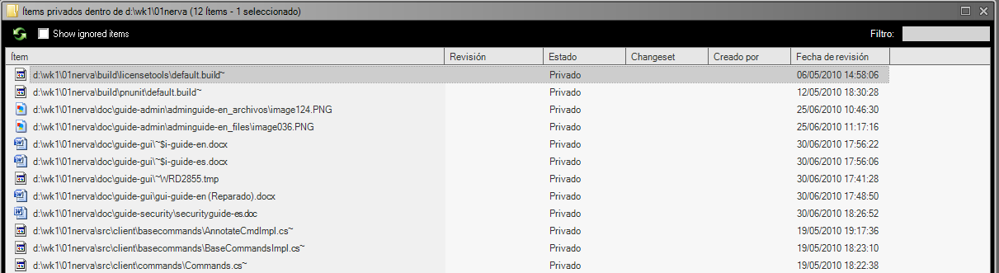 Ítems privados dentro de d:\wk1\01nerva (12 Ítems - 1 seleccionado)
Show ignored items Filtro:
Ítem Revisión Estado Changeset Creado por Fecha de revisión
d:\wk1\01nerva\build\licensetools\default.build~ Privado 06/05/2010 14:58:06
d:\wk1\01nerva\build\pnunit\default.build~ Privado 12/05/2010 18:30:28
d:\wk1\01nerva\doc\guide-admin\adminguide-en_archivos\image124.PNG Privado 25/06/2010 10:46:30
d:\wk1\01nerva\doc\guide-admin\adminguide-en_files\image036.PNG Privado 25/06/2010 11:17:16
d:\wk1\01nerva\doc\guide-gui\~$i-guide-en.docx Privado 30/06/2010 17:56:22
d:\wk1\01nerva\doc\guide-gui\~$i-guide-es.docx Privado 30/06/2010 17:56:06
d:\wk1\01nerva\doc\guide-gui\~WRD2855.tmp Privado 30/06/2010 17:41:28
d:\wk1\01nerva\doc\guide-gui\gui-guide-en (Reparado).docx Privado 30/06/2010 17:48:50
d:\wk1\01nerva\doc\guide-security\securityguide-es.doc Privado 30/06/2010 18:26:52
d:\wk1\01nerva\src\client\basecommands\AnnotateCmdImpl.cs~ Privado 19/05/2010 19:17:36
d:\wk1\01nerva\src\client\basecommands\BaseCommandsImpl.cs~ Privado 19/05/2010 18:23:10
d:\wk1\01nerva\src\client\commands\Commands.cs~ Privado 19/05/2010 18:22:38